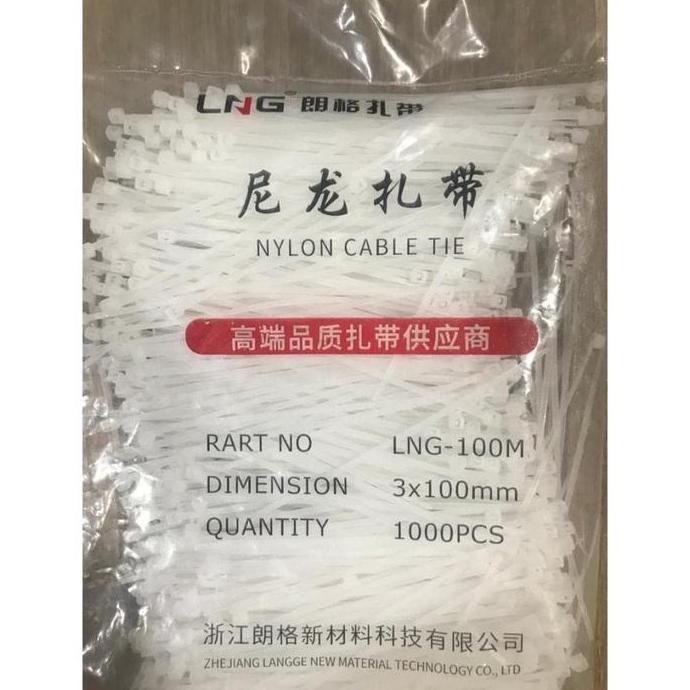 LNG® 朗格扎带
尼龙扎带
NYLON CABLE TIE
高端品质扎带供应商
RART NO LNG-100M
DIMENSION 3x100mm
QUANTITY 1000PCS
浙江朗格新材料科技有限公司
ZHEJIANG LANGGE NEW MATERIAL TECHNOLOGY CO., LTD